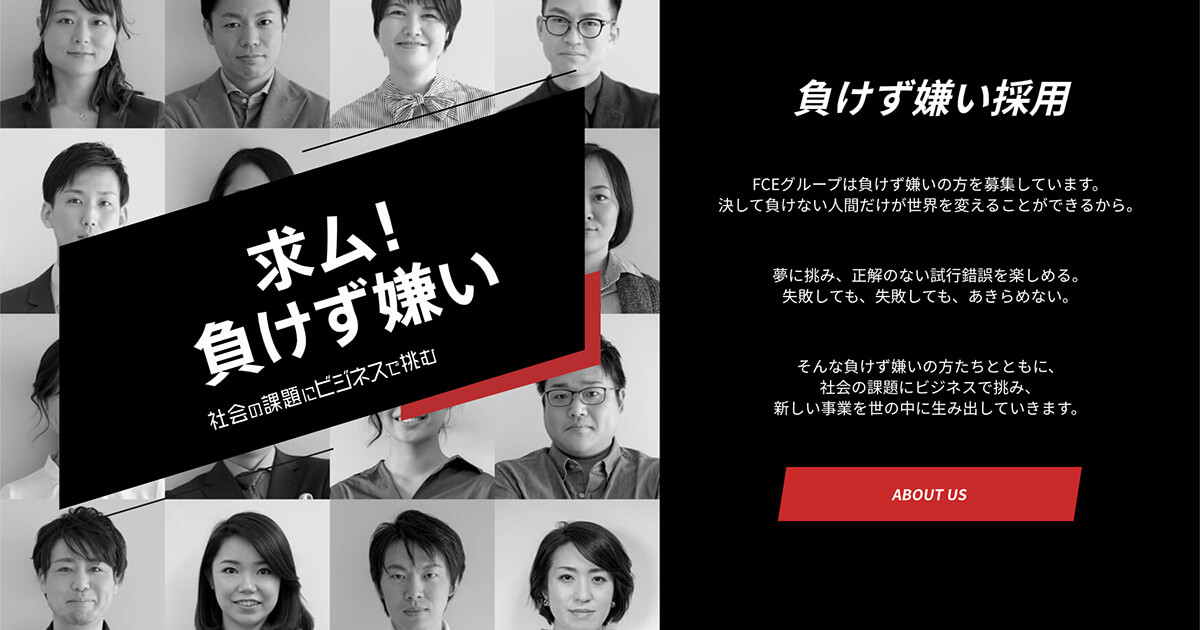 求ム!
負けず嫌い
社会の課題にビジネスで挑む
負けず嫌い採用
FCEグループは負けず嫌いの方を募集しています。
決して負けない人間だけが世界を変えることができるから。
夢に挑み、正解のない試行錯誤を楽しめる。
失敗しても、失敗しても、あきらめない。
そんな負けず嫌いの方たちとともに、
社会の課題にビジネスで挑み、
新しい事業を世の中に生み出していきます。
ABOUT US